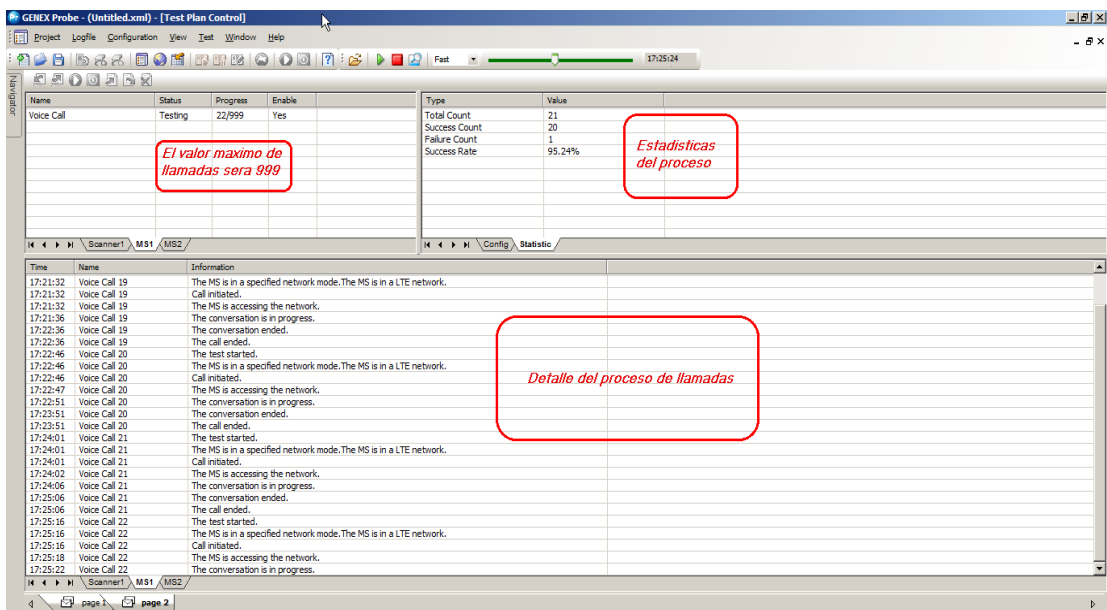 GENEX Probe - (Untitled.xml) - [Test Plan Control]
Project Logfile Configuration View Test Window Help
Fast 17:25:24
Navigator
Name Status Progress Enable
Voice Call Testing 22/999 Yes
El valor maximo de
llamadas sera 999
Scanner1 MS1 MS2
Type Value
Total Count 21
Success Count 20
Failure Count 1
Success Rate 95.24%
Estadisticas
del proceso
Config Statistic
Time Name Information
17:21:32 Voice Call 19 The MS is in a specified network mode.The MS is in a LTE network.
17:21:32 Voice Call 19 Call initiated.
17:21:32 Voice Call 19 The MS is accessing the network.
17:21:36 Voice Call 19 The conversation is in progress.
17:22:36 Voice Call 19 The conversation ended.
17:22:36 Voice Call 19 The call ended.
17:22:46 Voice Call 20 The test started.
17:22:46 Voice Call 20 The MS is in a specified network mode.The MS is in a LTE network.
17:22:46 Voice Call 20 Call initiated.
17:22:47 Voice Call 20 The MS is accessing the network.
17:22:51 Voice Call 20 The conversation is in progress.
17:23:51 Voice Call 20 The conversation ended.
17:23:51 Voice Call 20 The call ended.
17:24:01 Voice Call 21 The test started.
17:24:01 Voice Call 21 The MS is in a specified network mode.The MS is in a LTE network.
17:24:01 Voice Call 21 Call initiated.
17:24:02 Voice Call 21 The MS is accessing the network.
17:24:06 Voice Call 21 The conversation is in progress.
17:25:06 Voice Call 21 The conversation ended.
17:25:06 Voice Call 21 The call ended.
17:25:16 Voice Call 22 The test started.
17:25:16 Voice Call 22 The MS is in a specified network mode.The MS is in a LTE network.
17:25:16 Voice Call 22 Call initiated.
17:25:18 Voice Call 22 The MS is accessing the network.
17:25:22 Voice Call 22 The conversation is in progress.
Detalle del proceso de llamadas
Scanner1 MS1 MS2
page 1 page 2